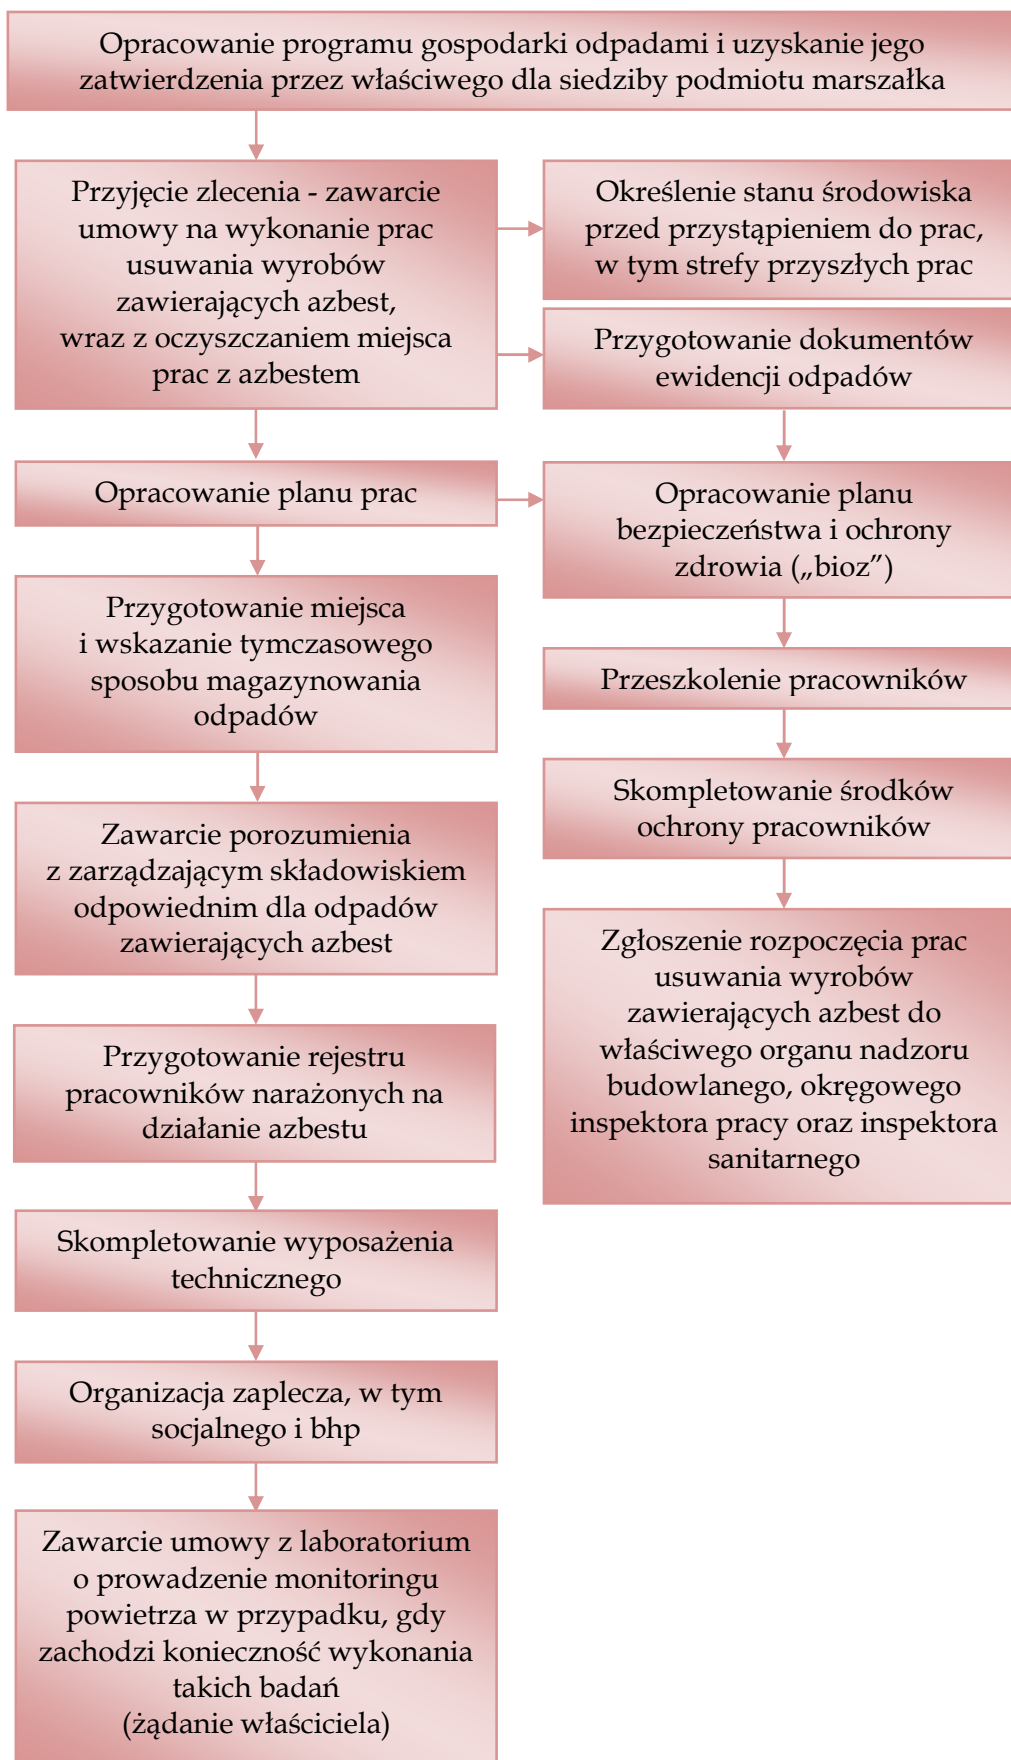 Opracowanie programu gospodarki odpadami i uzyskanie jego
zatwierdzenia przez właściwego dla siedziby podmiotu marszałka
Przyjęcie zlecenia - zawarcie
umowy na wykonanie prac
usuwania wyrobów
zawierających azbest,
wraz z oczyszczaniem miejsca
prac z azbestem
Określenie stanu środowiska
przed przystąpieniem do prac,
w tym strefy przyszłych prac
Przygotowanie dokumentów
ewidencji odpadów
Opracowanie planu prac
Opracowanie planu
bezpieczeństwa i ochrony
zdrowia („bioz”)
Przygotowanie miejsca
i wskazanie tymczasowego
sposobu magazynowania
odpadów
Przeszkolenie pracowników
Skompletowanie środków
ochrony pracowników
Zawarcie porozumienia
z zarządzającym składowiskiem
odpowiednim dla odpadów
zawierających azbest
Zgłoszenie rozpoczęcia prac
usuwania wyrobów
zawierających azbest do
właściwego organu nadzoru
budowlanego, okręgowego
inspektora pracy oraz inspektora
sanitarnego
Przygotowanie rejestru
pracowników narażonych na
działanie azbestu
Skompletowanie wyposażenia
technicznego
Organizacja zaplecza, w tym
socjalnego i bhp
Zawarcie umowy z laboratorium
o prowadzenie monitoringu
powietrza w przypadku, gdy
zachodzi konieczność wykonania
takich badań
(żądanie właściciela)